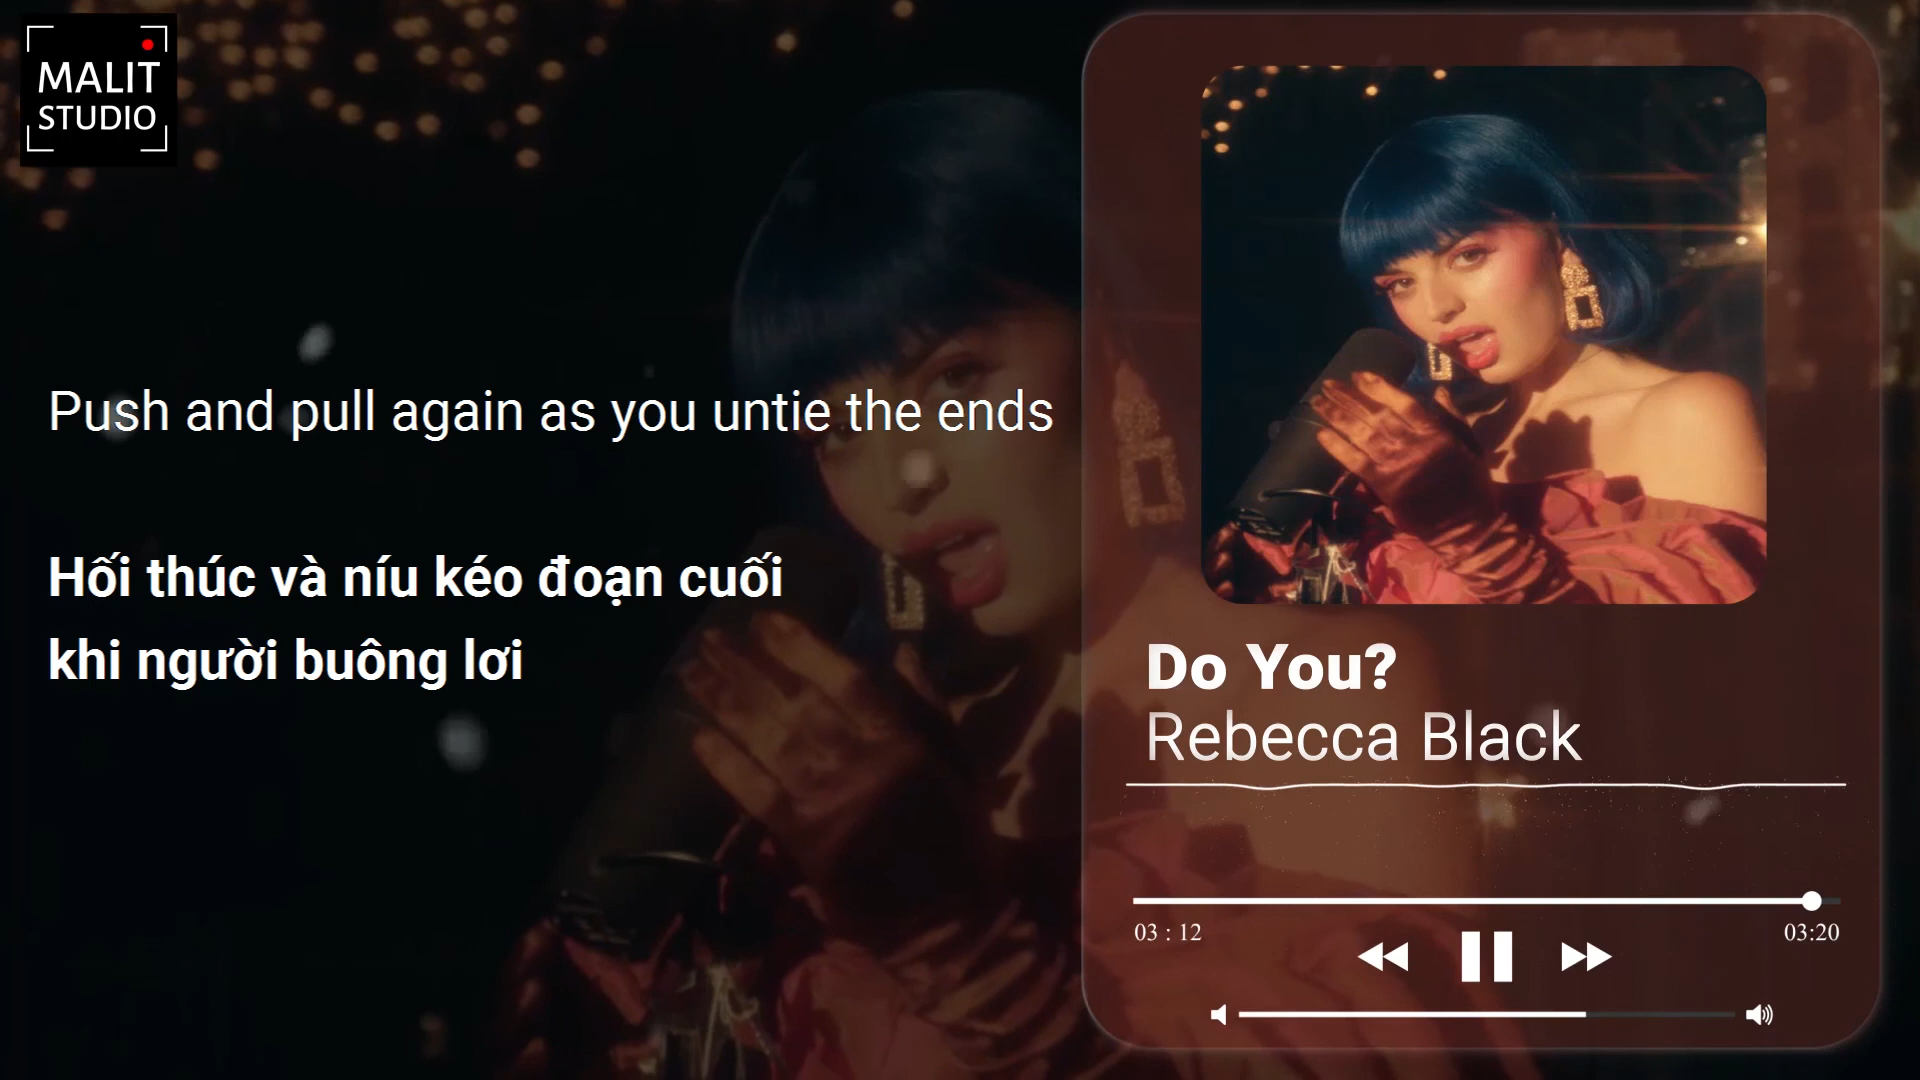 MALIT
STUDIO
Push and pull again as you untie the ends
Hối thúc và níu kéo đoạn cuối
khi người buông lơi
Do You?
Rebecca Black
03 : 12
03:20